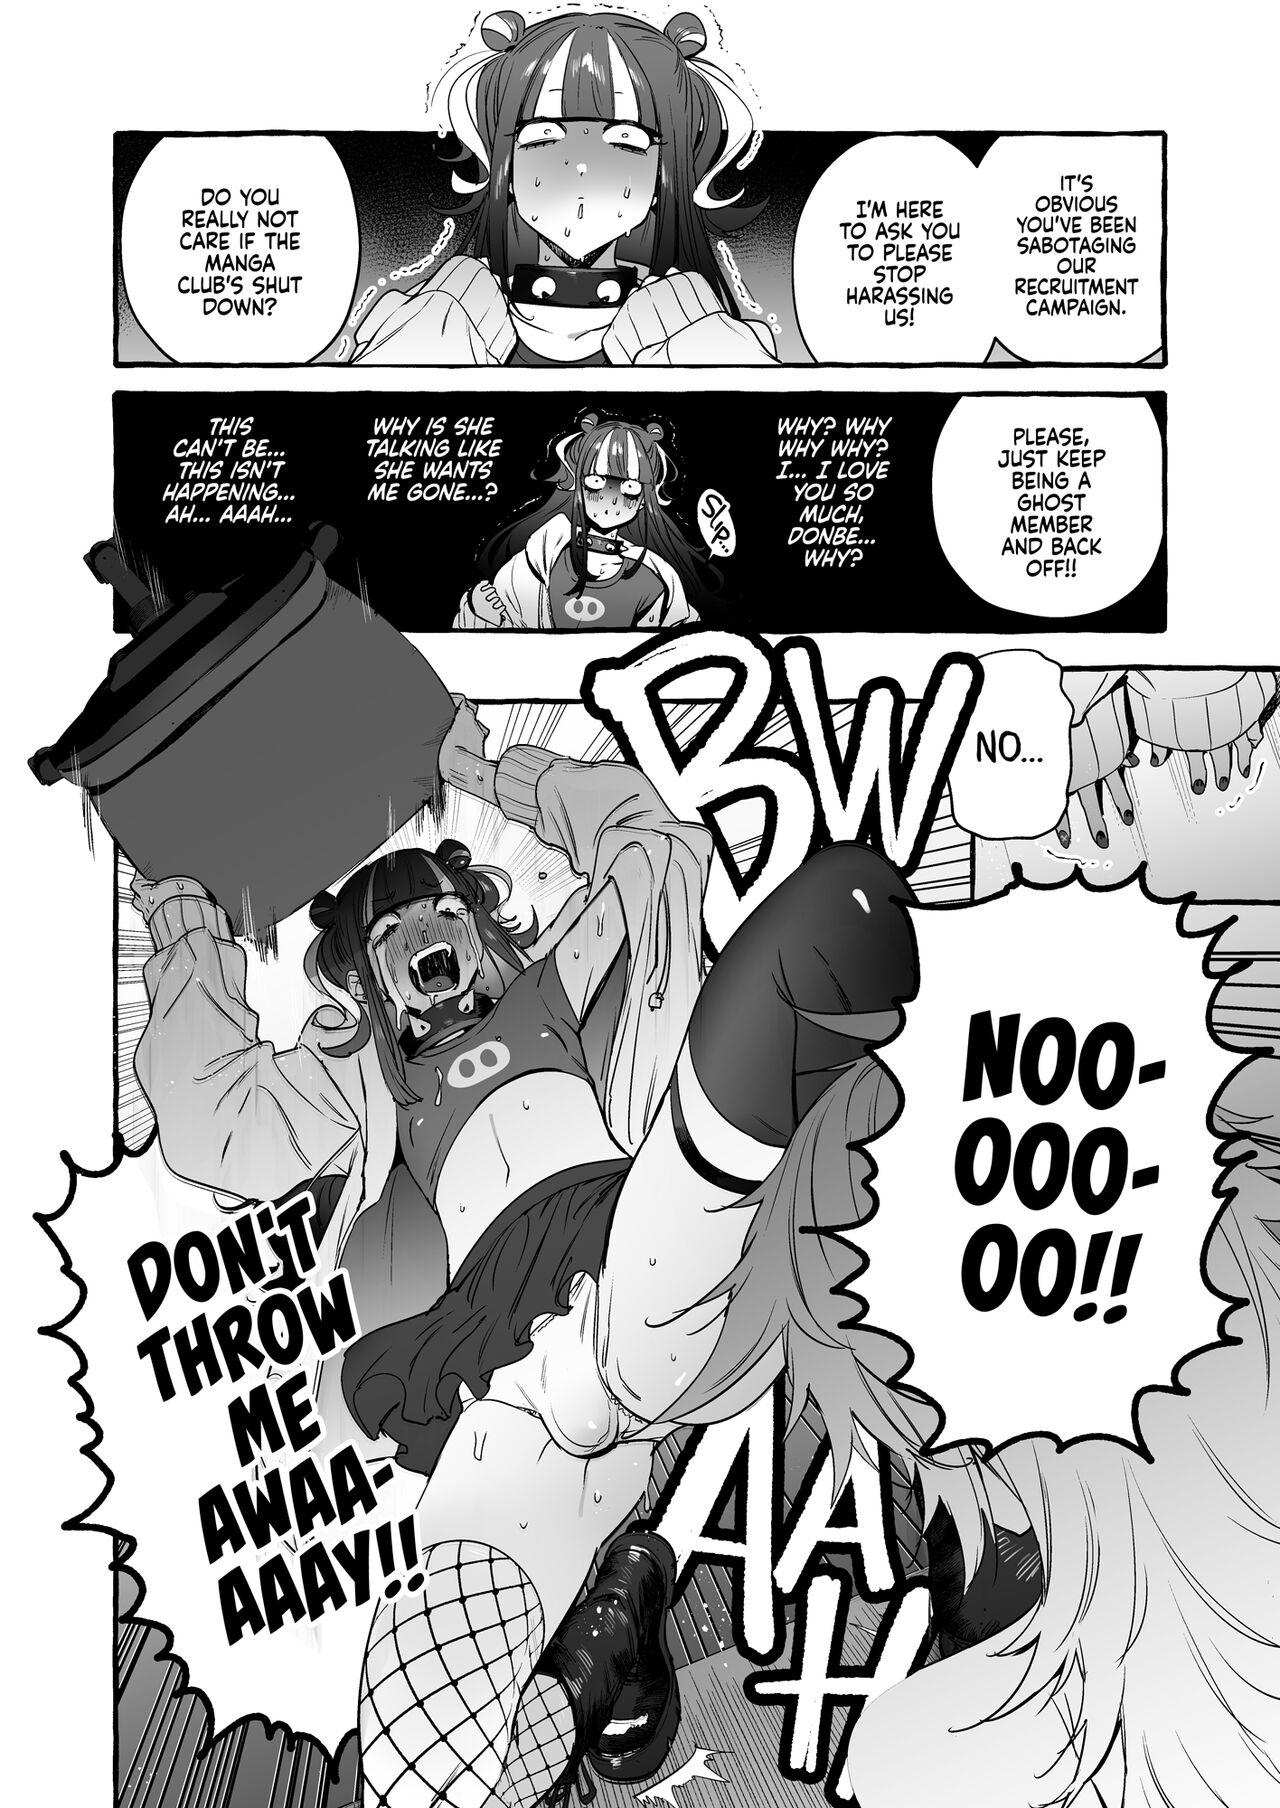 IT'S
OBVIOUS
YOU'VE BEEN
SABOTAGING
OUR
RECRUITMENT
CAMPAIGN.
I'M HERE
TO ASK YOU
TO PLEASE
STOP
HARASSING
US!
DO YOU
REALLY NOT
CARE IF THE
MANGA
CLUB'S SHUT
DOWN?
PLEASE,
JUST KEEP
BEING A
GHOST
MEMBER
AND BACK
OFF!!
WHY? WHY
WHY WHY?
I... I LOVE
YOU SO
MUCH,
DONBE...
WHY?
SLIP...
WHY IS SHE
TALKING LIKE
SHE WANTS
ME GONE...?
THIS
CAN'T BE...
THIS ISN'T
HAPPENING...
AH... AAAH...
NO...
BW
AA
AH
NOO-
OOO-
OO!!
DON'T
THROW
ME
AWAA-
AAAY!!